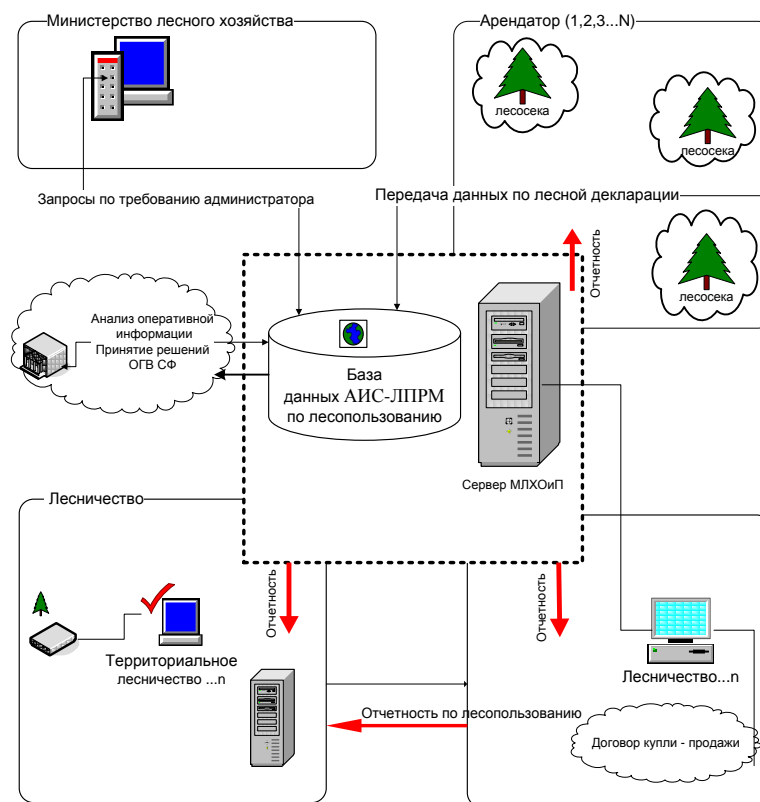 Министерство лесного хозяйства
Арендатор (1,2,3...N)
лесосека
лесосека
Запросы по требованию администратора
Передача данных по лесной декларации
лесосека
Отчетность
Анализ оперативной
информации
Принятие решений
ОГВ СФ
База
данных АИС-ЛПРМ
по лесопользованию
Сервер МЛХОиП
Лесничество
Отчетность
Отчетность
Территориальное
лесничество ...n
Лесничество...n
Отчетность по лесопользованию
Договор купли - продажи